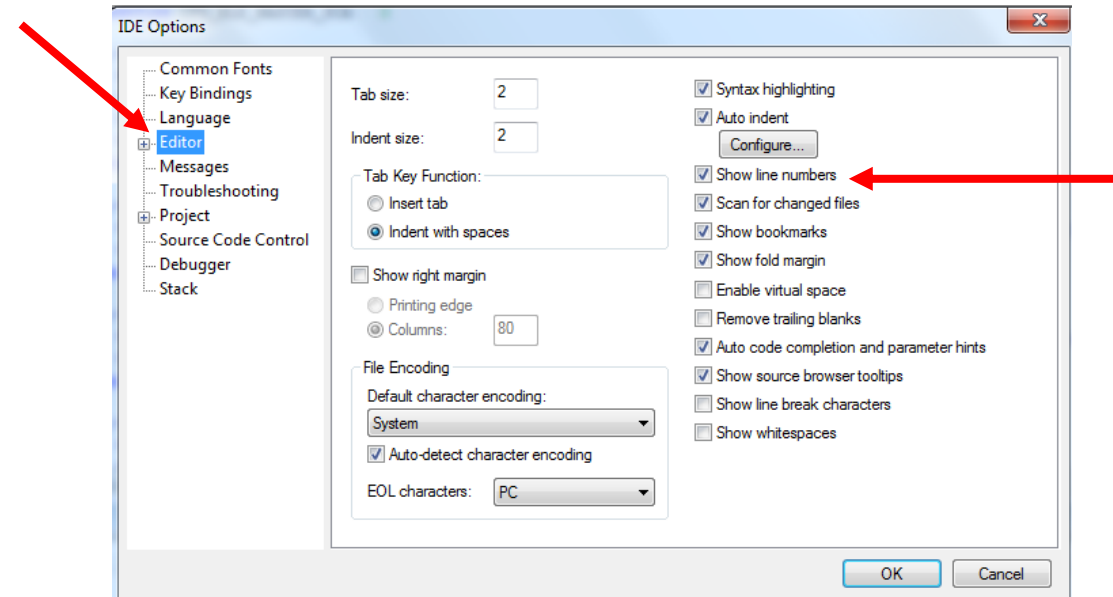 IDE Options
Common Fonts
Key Bindings
Language
Editor
Messages
Troubleshooting
Project
Source Code Control
Debugger
Stack
Tab size: 2
Indent size: 2
Tab Key Function:
Insert tab
Indent with spaces
Show right margin
Printing edge
Columns: 80
File Encoding
Default character encoding:
System
Auto-detect character encoding
EOL characters: PC
Syntax highlighting
Auto indent
Configure...
Show line numbers
Scan for changed files
Show bookmarks
Show fold margin
Enable virtual space
Remove trailing blanks
Auto code completion and parameter hints
Show source browser tooltips
Show line break characters
Show whitespaces
OK Cancel